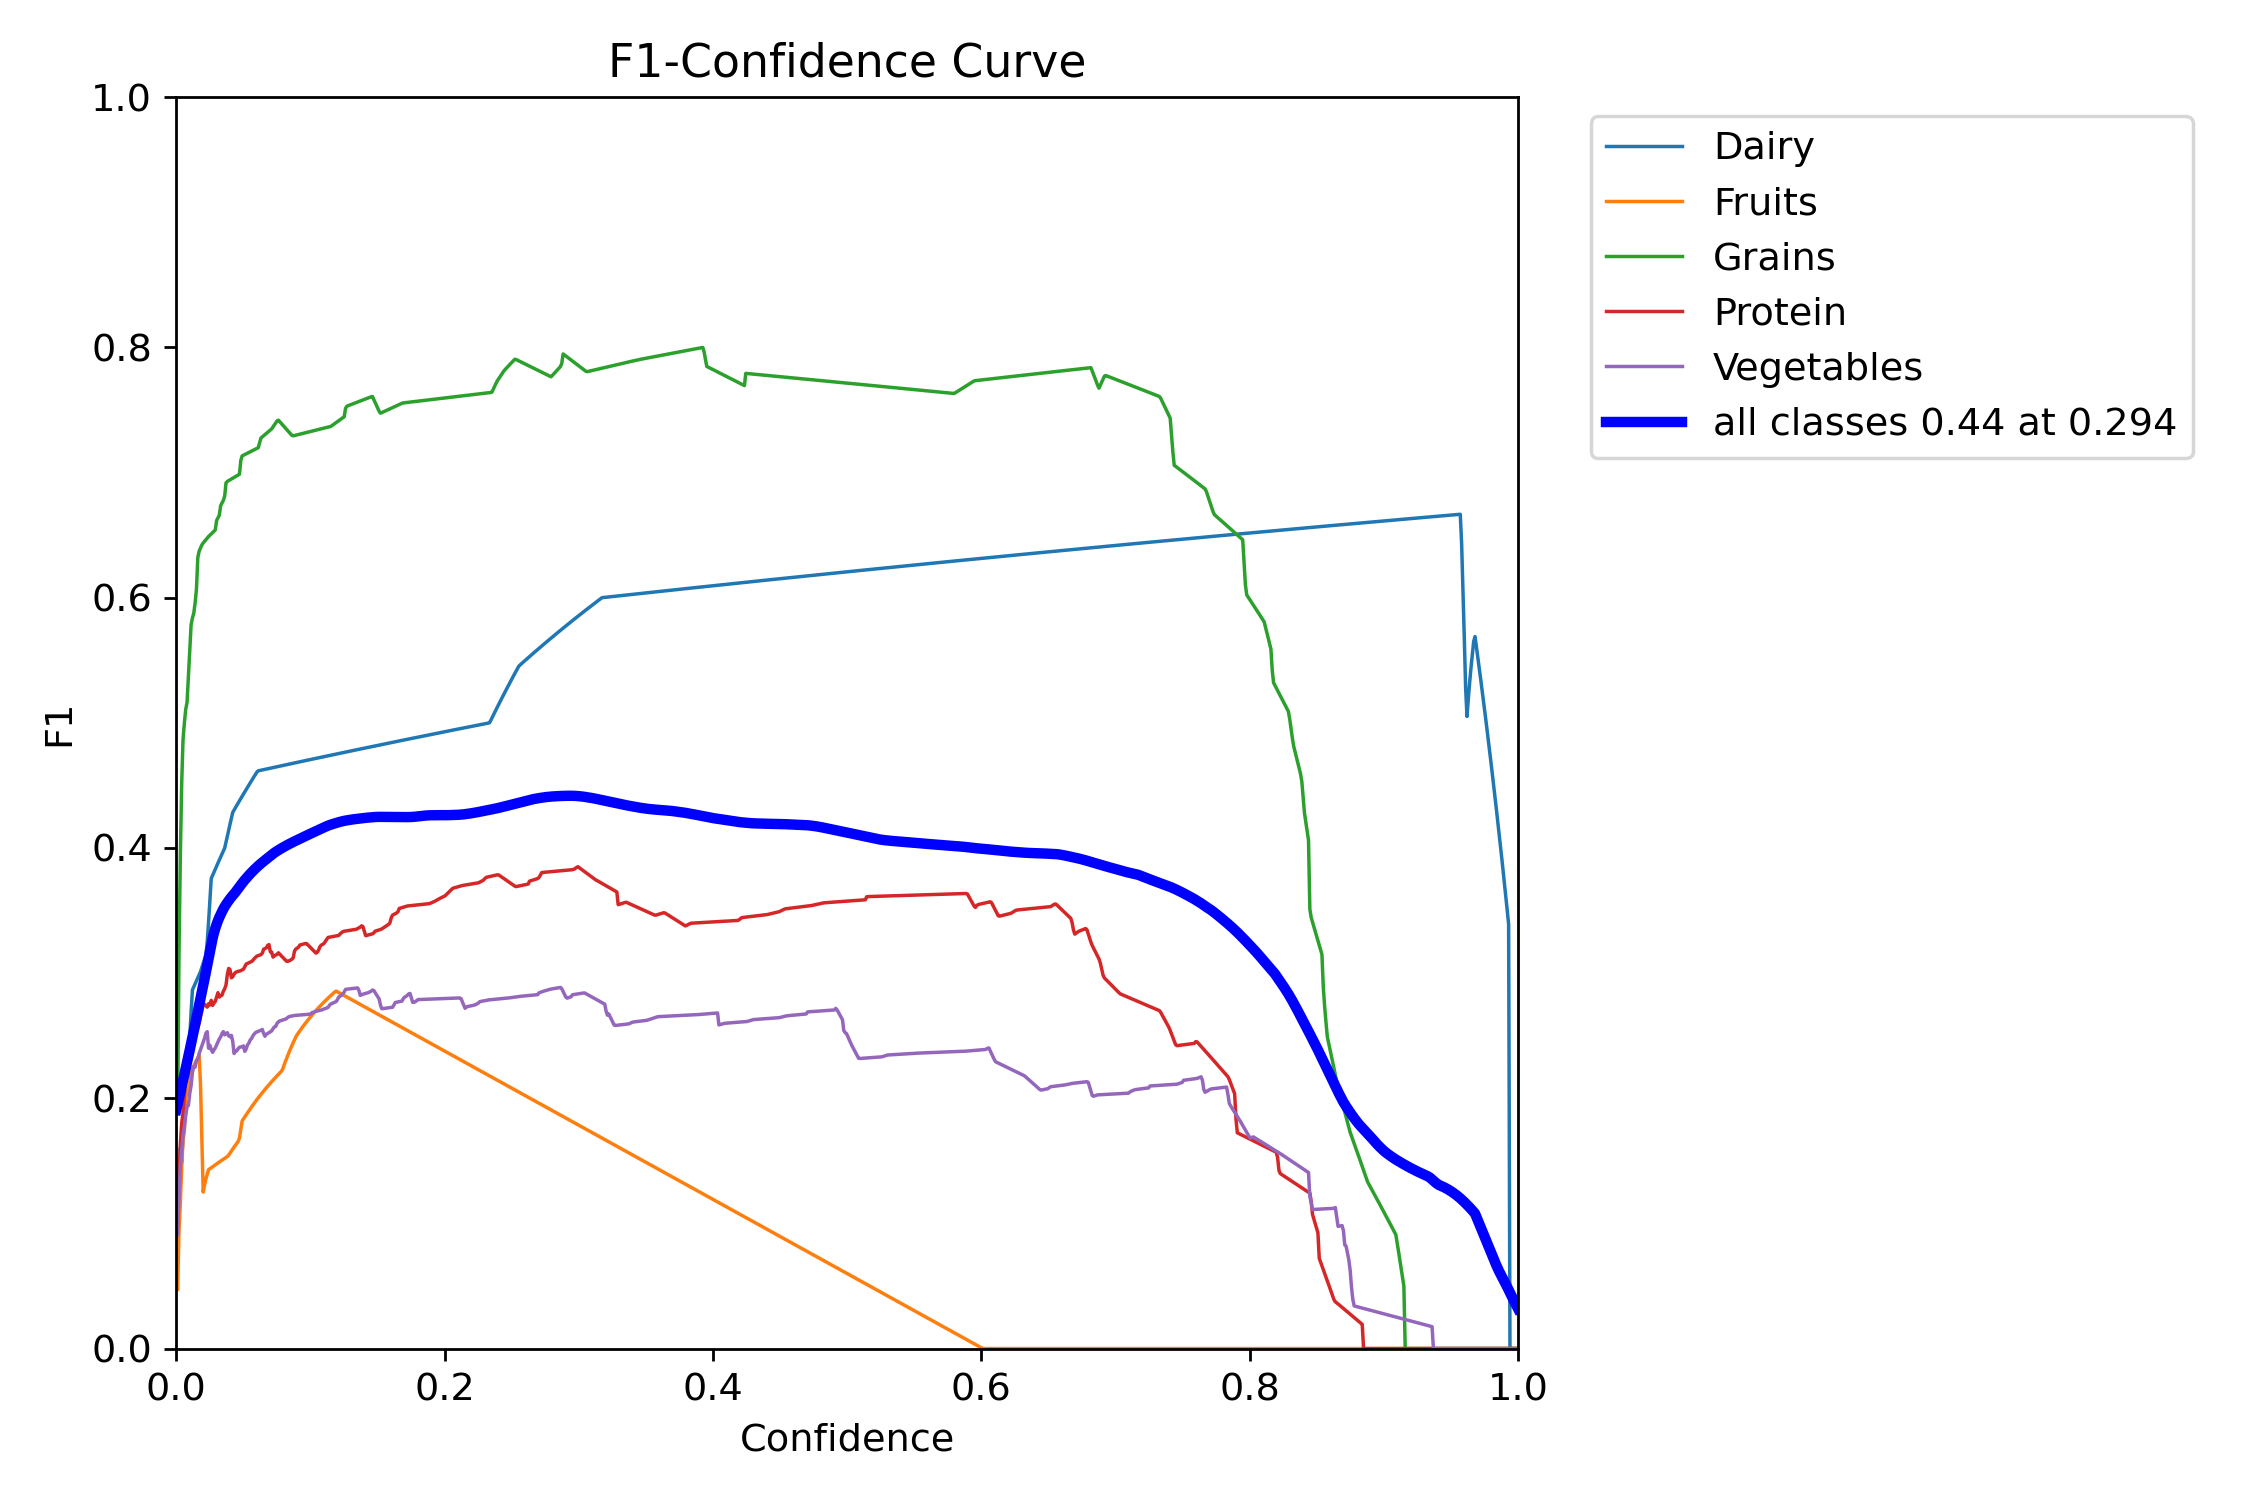 F1-Confidence Curve
1.0
0.8
0.6
0.4
0.2
0.0
F1
0.0 0.2 0.4 0.6 0.8 1.0
Confidence
Dairy
Fruits
Grains
Protein
Vegetables
all classes 0.44 at 0.294